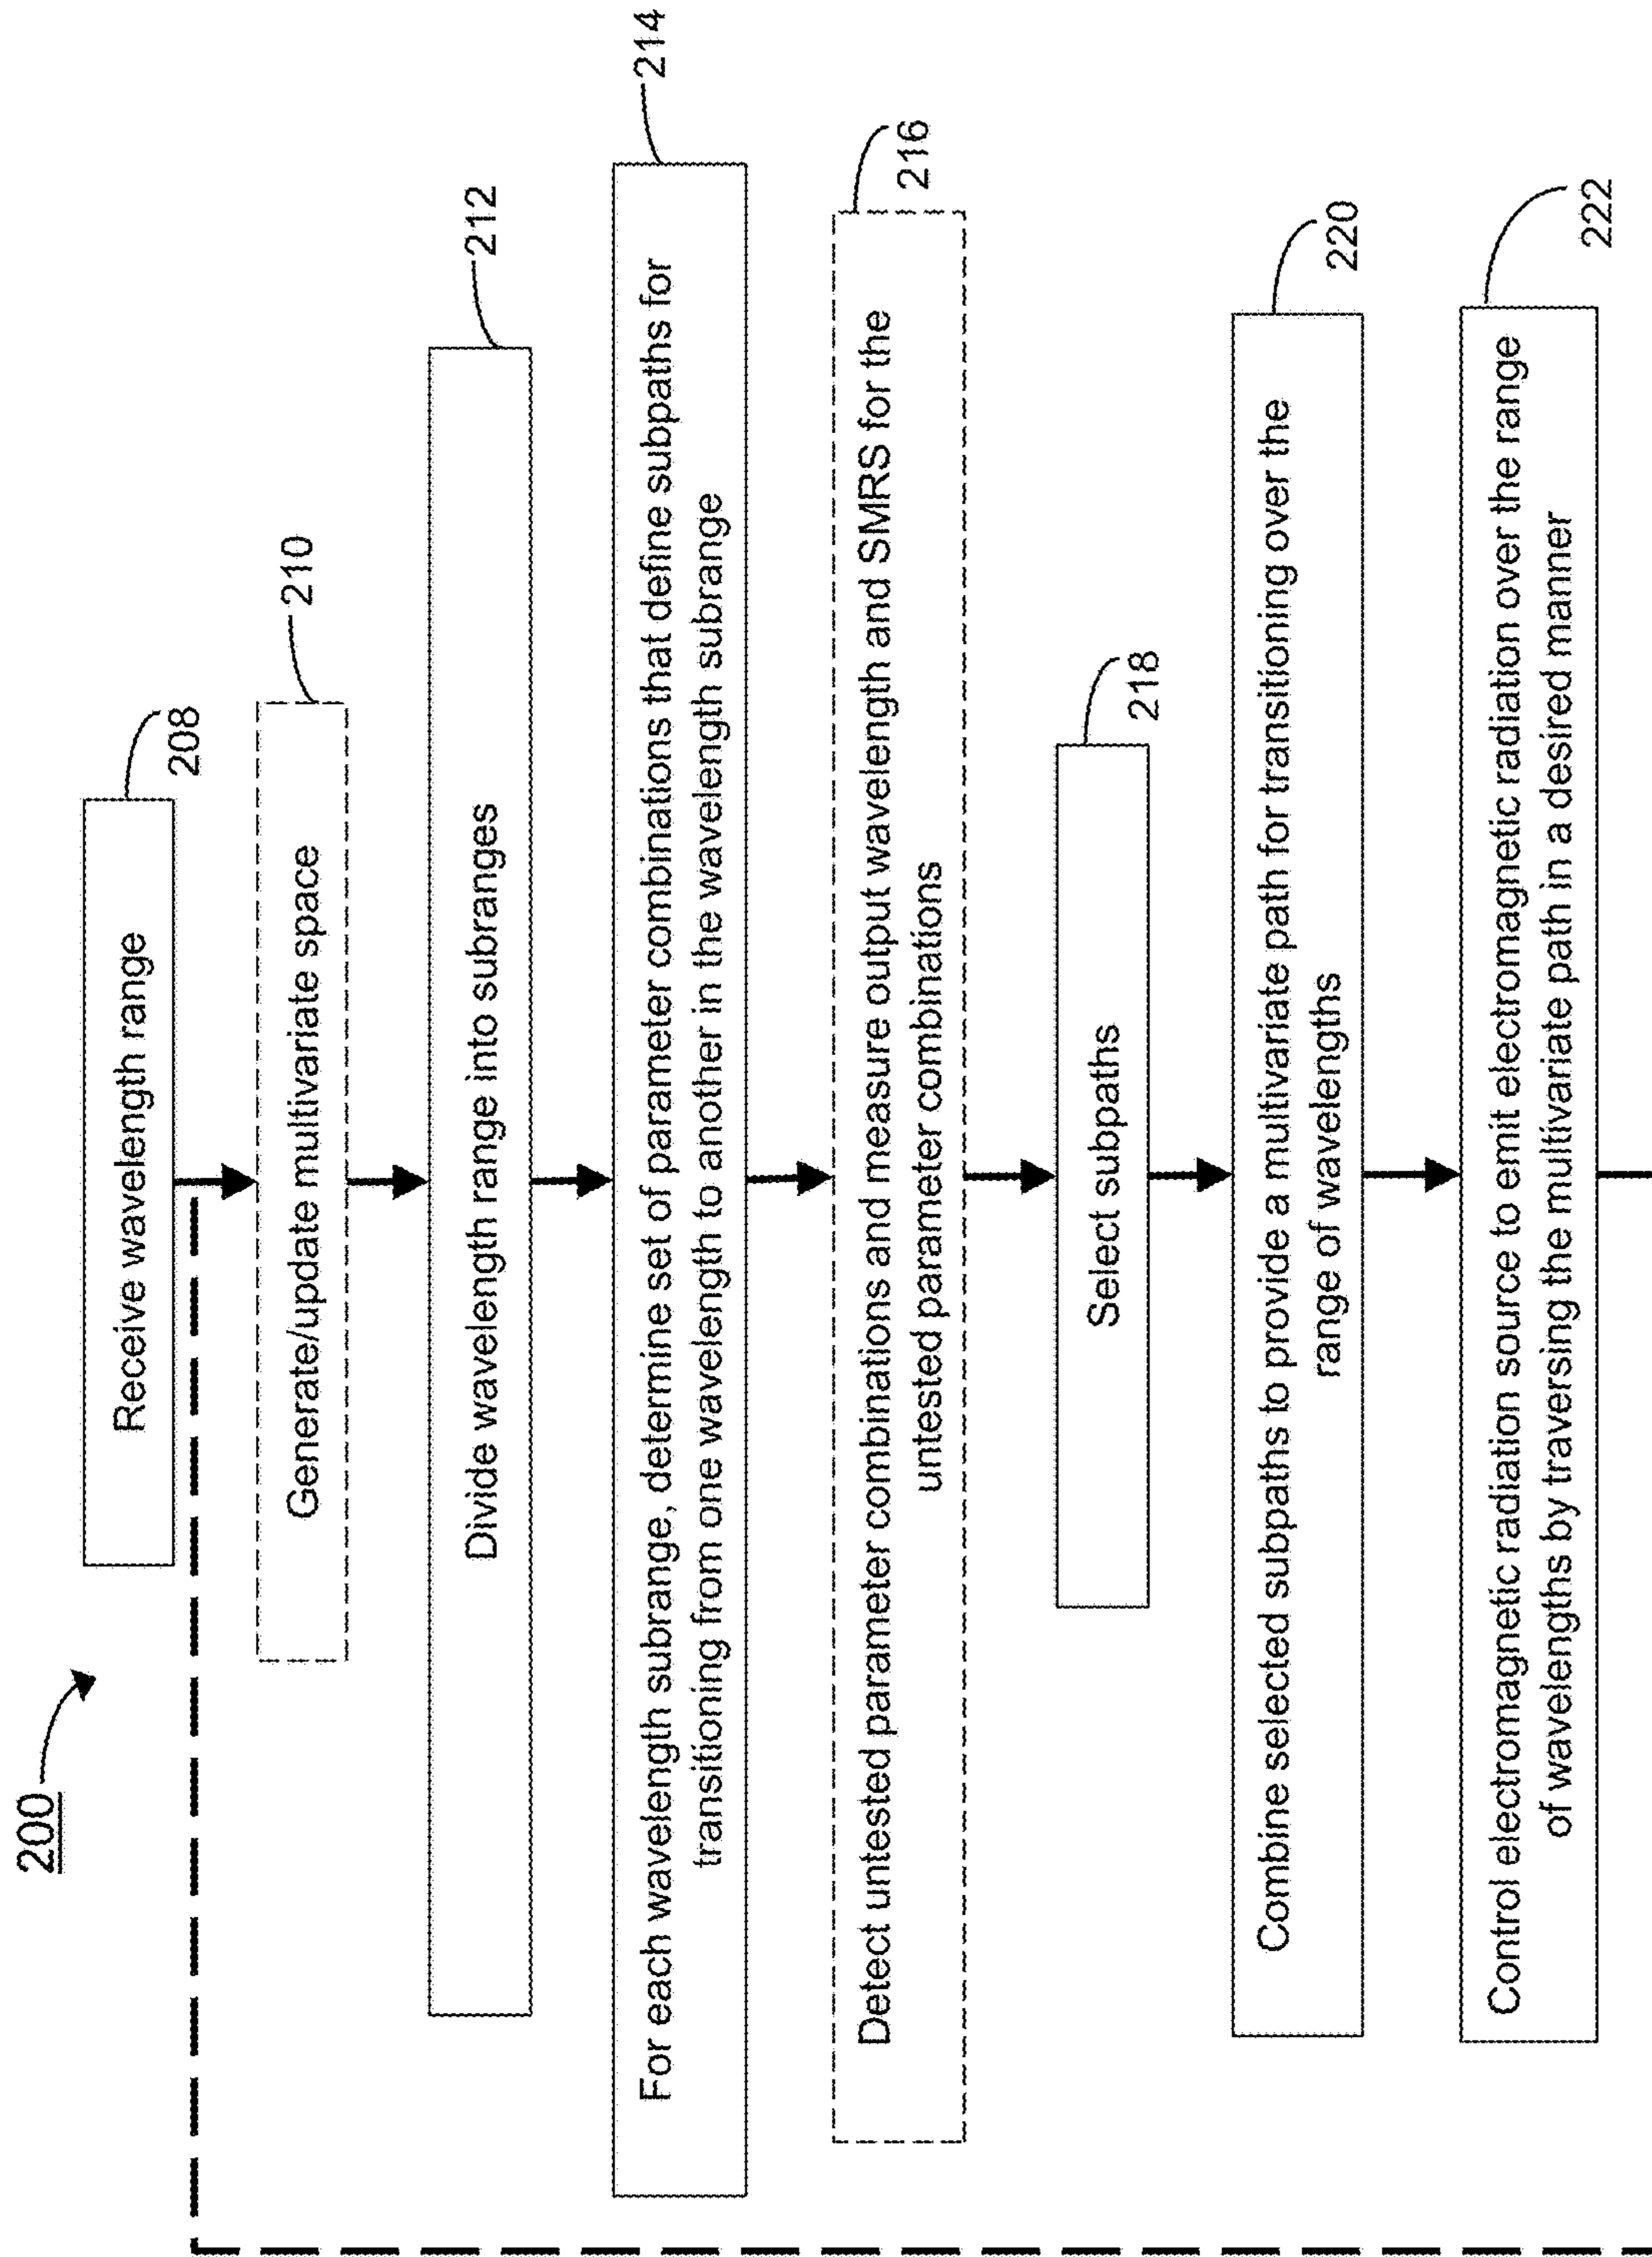 200
Receive wavelength range
208
Generate/update multivariate space
210
Divide wavelength range into subranges
212
For each wavelength subrange, determine set of parameter combinations that define subpaths for
transitioning from one wavelength to another in the wavelength subrange
214
Detect untested parameter combinations and measure output wavelength and SMRS for the
untested parameter combinations
216
Select subpaths
218
Combine selected subpaths to provide a multivariate path for transitioning over the
range of wavelengths
220
Control electromagnetic radiation source to emit electromagnetic radiation over the range
of wavelengths by traversing the multivariate path in a desired manner
222